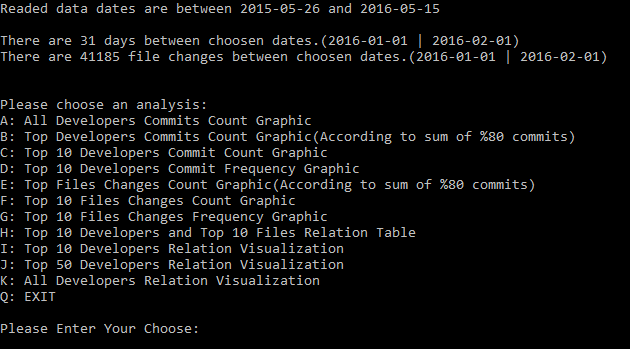 Readed data dates are between 2015-05-26 and 2016-05-15
There are 31 days between choosen dates.(2016-01-01 | 2016-02-01)
There are 41185 file changes between choosen dates.(2016-01-01 | 2016-02-01)
Please choose an analysis:
A: All Developers Commits Count Graphic
B: Top Developers Commits Count Graphic(According to sum of %80 commits)
C: Top 10 Developers Commit Count Graphic
D: Top 10 Developers Commit Frequency Graphic
E: Top Files Changes Count Graphic(According to sum of %80 commits)
F: Top 10 Files Changes Count Graphic
G: Top 10 Files Changes Frequency Graphic
H: Top 10 Developers and Top 10 Files Relation Table
I: Top 10 Developers Relation Visualization
J: Top 50 Developers Relation Visualization
K: All Developers Relation Visualization
Q: EXIT
Please Enter Your Choose: